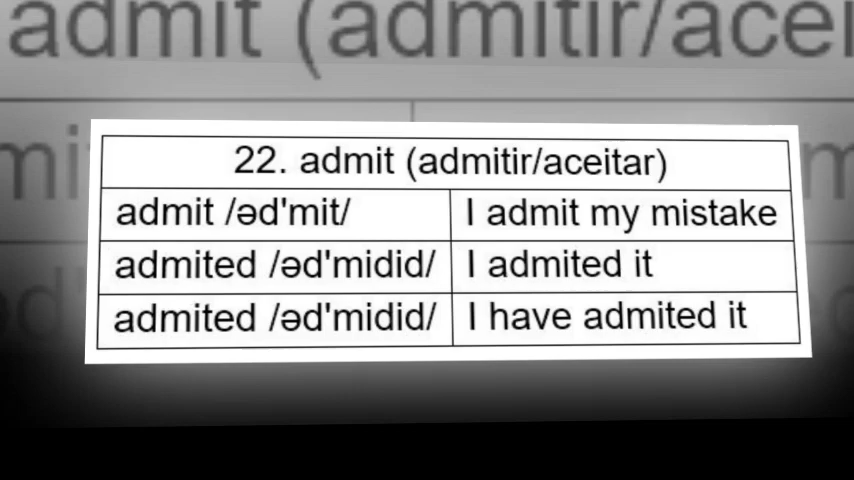 admit (admitir/acei
22. admit (admitir/aceitar)
admit /əd'mit/ I admit my mistake
admited /əd'midid/ I admited it
admited /əd'midid/ I have admited it